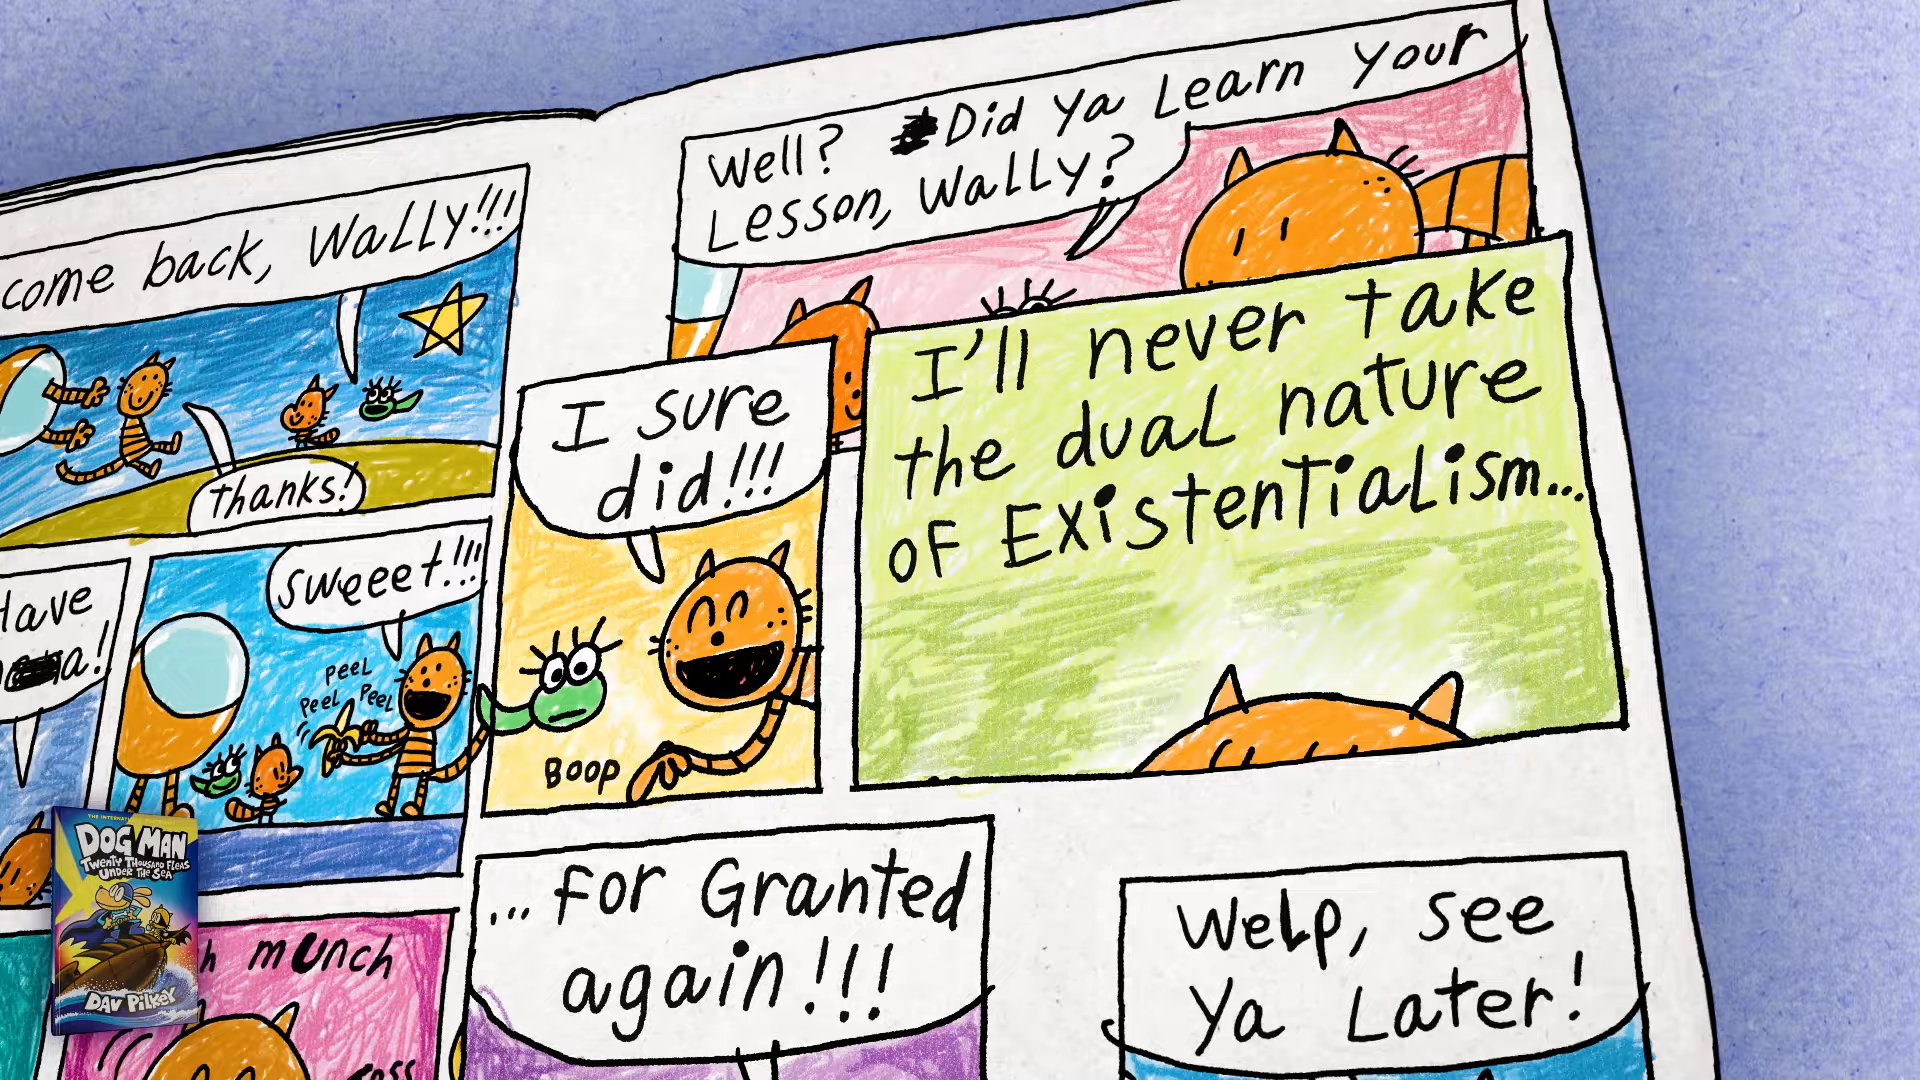 come back, Wally!!!
thanks!
Have
a!
sweeet!!!
Peel
Peel
Peel
munch
Well? Did Ya Learn Your
Lesson, Wally?
I sure
did!!!
BOOP
I'll never take
the dual nature
of Existentialism...
... For Granted
again!!!
Welp, see
Ya Later!
DOG MAN
TWENTY THOUSAND FLEAS
UNDER THE SEA
DAV PILKEY